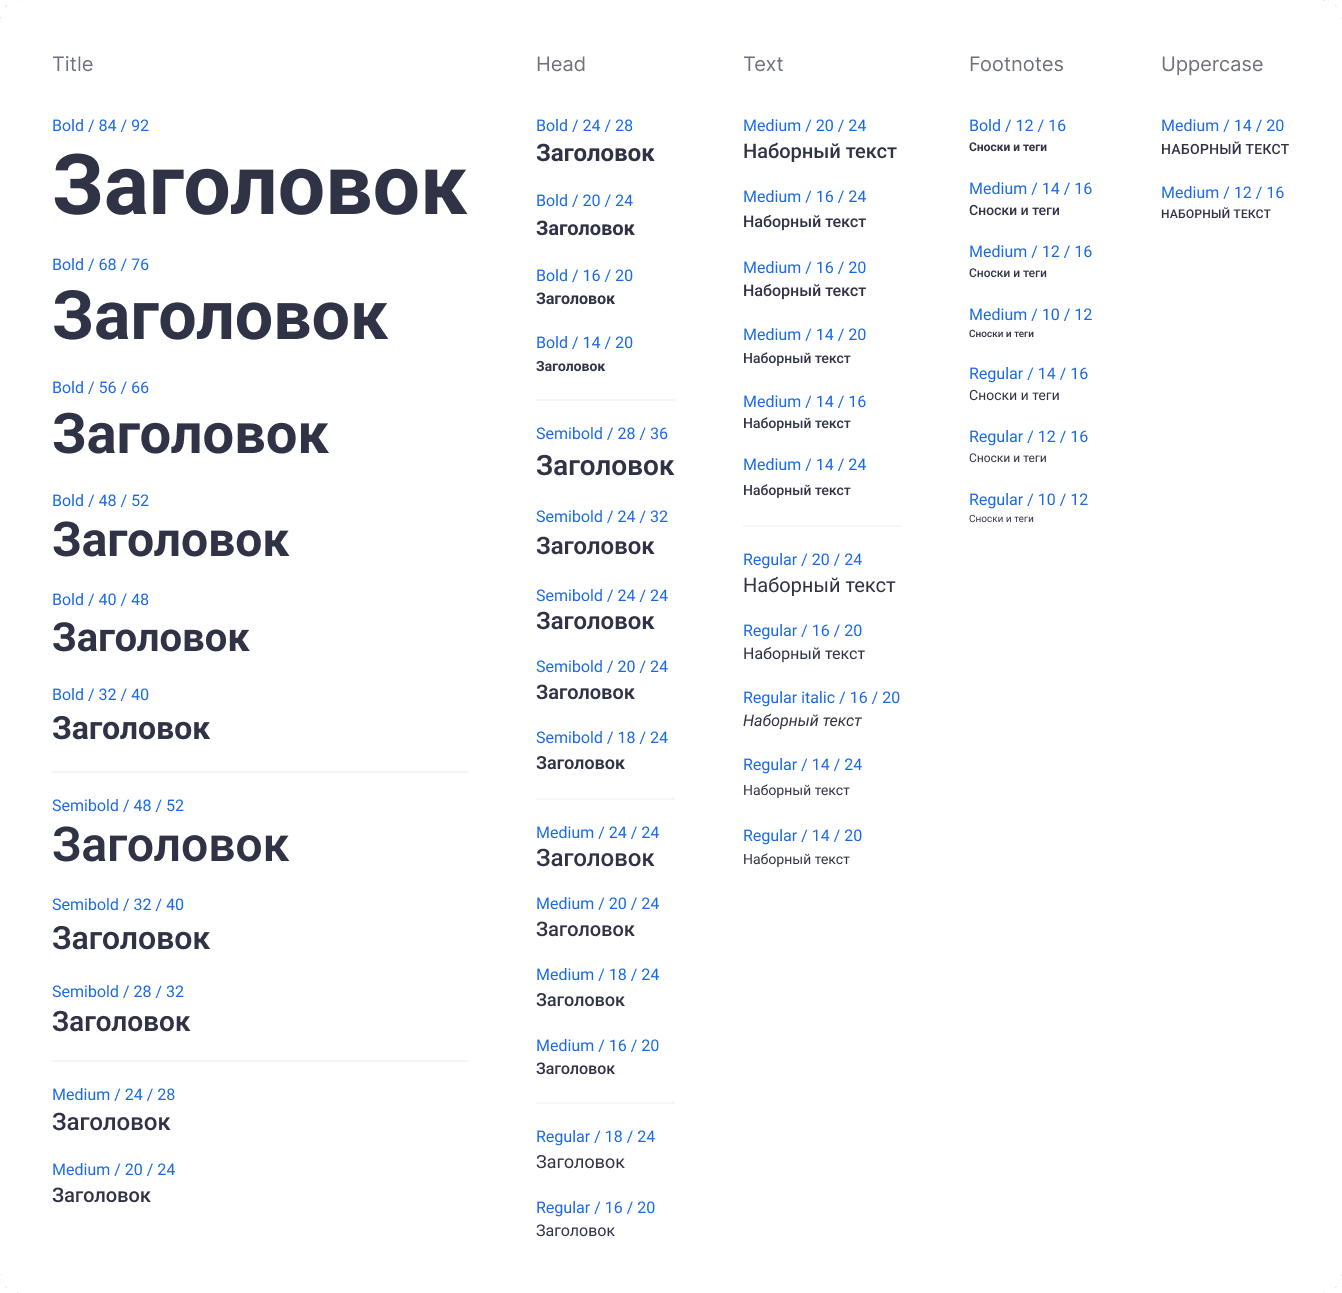 Title
Bold / 84 / 92
Заголовок
Bold / 68 / 76
Заголовок
Bold / 56 / 66
Заголовок
Bold / 48 / 52
Заголовок
Bold / 40 / 48
Заголовок
Bold / 32 / 40
Заголовок
Semibold / 48 / 52
Заголовок
Semibold / 32 / 40
Заголовок
Semibold / 28 / 32
Заголовок
Medium / 24 / 28
Заголовок
Medium / 20 / 24
Заголовок
Head
Bold / 24 / 28
Заголовок
Bold / 20 / 24
Заголовок
Bold / 16 / 20
Заголовок
Bold / 14 / 20
Заголовок
Semibold / 28 / 36
Заголовок
Semibold / 24 / 32
Заголовок
Semibold / 24 / 24
Заголовок
Semibold / 20 / 24
Заголовок
Semibold / 18 / 24
Заголовок
Medium / 24 / 24
Заголовок
Medium / 20 / 24
Заголовок
Medium / 18 / 24
Заголовок
Medium / 16 / 20
Заголовок
Regular / 18 / 24
Заголовок
Regular / 16 / 20
Заголовок
Text
Medium / 20 / 24
Наборный текст
Medium / 16 / 24
Наборный текст
Medium / 16 / 20
Наборный текст
Medium / 14 / 20
Наборный текст
Medium / 14 / 16
Наборный текст
Medium / 14 / 24
Наборный текст
Regular / 20 / 24
Наборный текст
Regular / 16 / 20
Наборный текст
Regular italic / 16 / 20
Наборный текст
Regular / 14 / 24
Наборный текст
Regular / 14 / 20
Наборный текст
Footnotes
Bold / 12 / 16
Сноски и теги
Medium / 14 / 16
Сноски и теги
Medium / 12 / 16
Сноски и теги
Medium / 10 / 12
Сноски и теги
Regular / 14 / 16
Сноски и теги
Regular / 12 / 16
Сноски и теги
Regular / 10 / 12
Сноски и теги
Uppercase
Medium / 14 / 20
НАБОРНЫЙ ТЕКСТ
Medium / 12 / 16
НАБОРНЫЙ ТЕКСТ